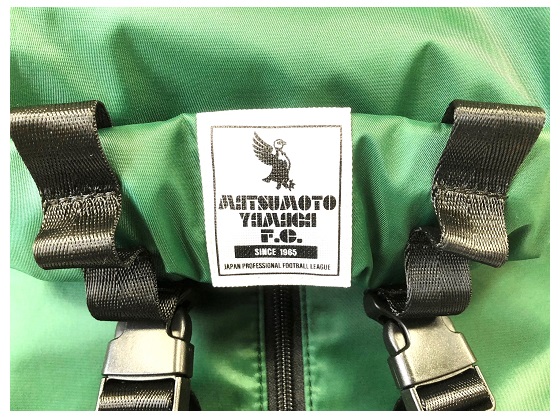 MATSUMOTO
YAMAGA
F.C.
SINCE 1965
JAPAN PROFESSIONAL FOOTBALL LEAGUE